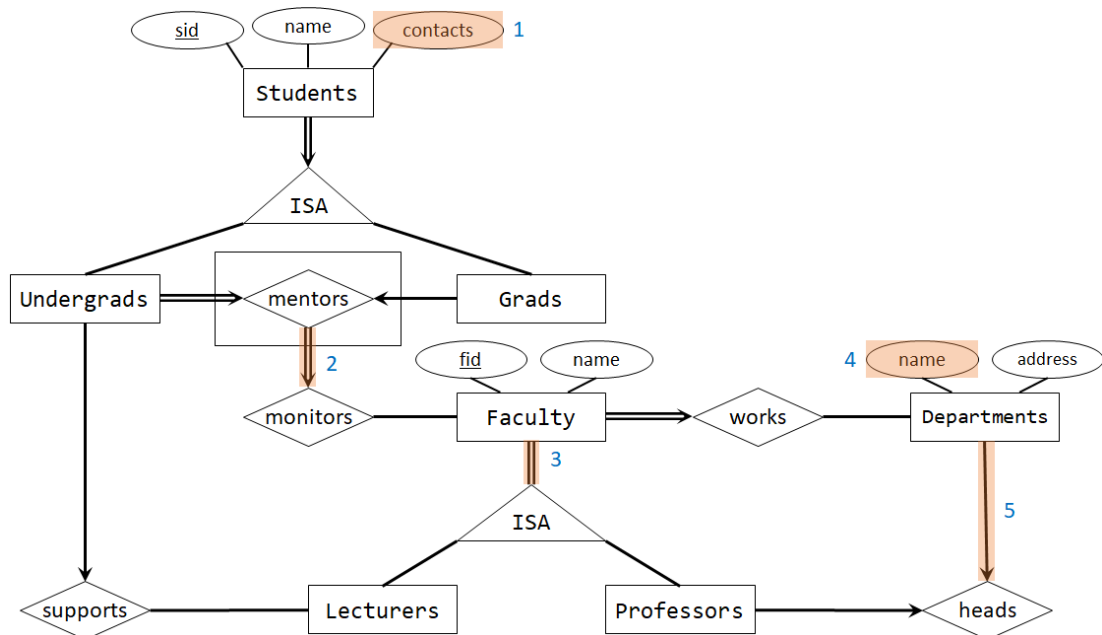 sid
name
contacts
1
Students
ISA
Undergrads
mentors
Grads
2
fid
name
4
name
address
monitors
Faculty
works
Departments
3
ISA
5
supports
Lecturers
Professors
heads